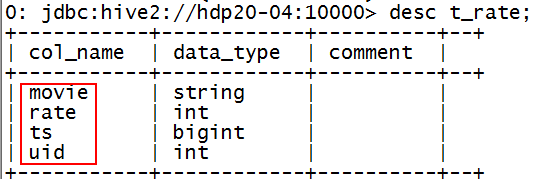 0: jdbc:hive2://hdp20-04:10000> desc t_rate;
+------------+------------+----------+--+
| col_name | data_type | comment |
+------------+------------+----------+--+
| movie | string | |
| rate | int | |
| ts | bigint | |
| uid | int | |
+------------+------------+----------+--+